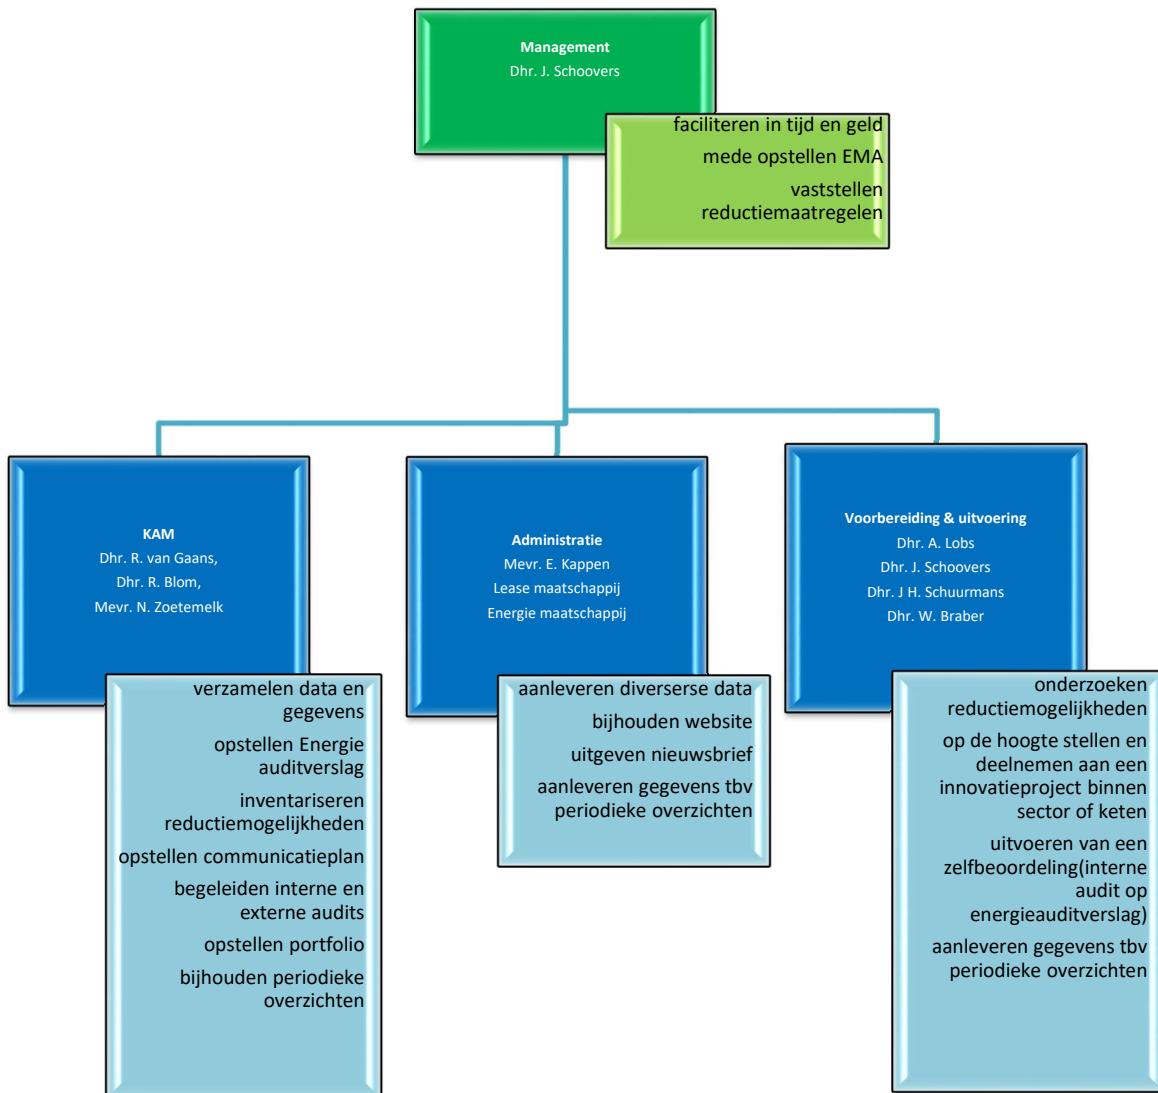 Management
Dhr. J. Schoovers
faciliteren in tijd en geld
mede opstellen EMA
vaststellen
reductiemaatregelen
KAM
Dhr. R. van Gaans,
Dhr. R. Blom,
Mevr. N. Zoetemelk
verzamelen data en
gegevens
opstellen Energie
auditverslag
inventariseren
reductiemogelijkheden
opstellen communicatieplan
begeleiden interne en
externe audits
opstellen portfolio
bijhouden periodieke
overzichten
Administratie
Mevr. E. Kappen
Lease maatschappij
Energie maatschappij
aanleveren diverserse data
bijhouden website
uitgeven nieuwsbrief
aanleveren gegevens tbv
periodieke overzichten
Voorbereiding & uitvoering
Dhr. A. Lobs
Dhr. J. Schoovers
Dhr. J H. Schuurmans
Dhr. W. Braber
onderzoeken
reductiemogelijkheden
op de hoogte stellen en
deelnemen aan een
innovatieproject binnen
sector of keten
uitvoeren van een
zelfbeoordeling(interne
audit op
energieauditverslag)
aanleveren gegevens tbv
periodieke overzichten